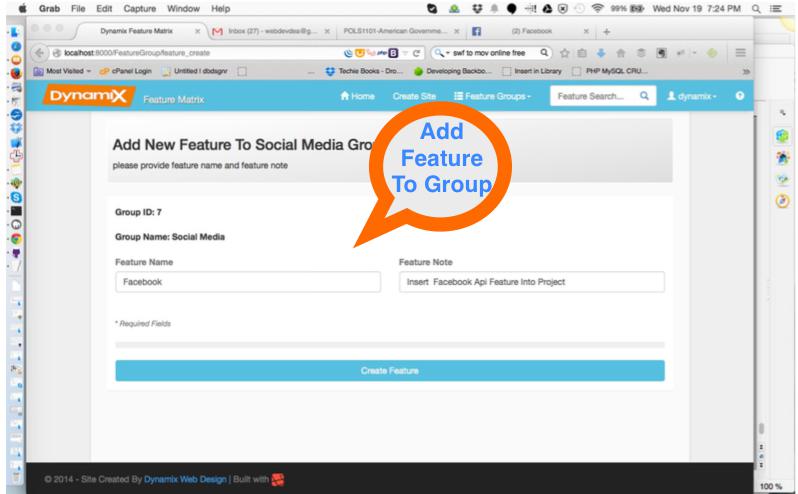 Grab File Edit Capture Window Help 99% Wed Nov 19 7:24 PM
Dynamix Feature Matrix x Inbox (27) - webdevdea@g... x POLS1101-American Governme... x (2) Facebook x +
localhost:8000/FeatureGroup/feature_create swf to mov online free
Most Visited cPanel Login Untitled | dbdsgnr ... Techie Books - Dro... Developing Backbo... Insert in Library PHP MySQL CRU... »
DynamiX Feature Matrix Home Create Site Feature Groups Feature Search... dynamix
Add New Feature To Social Media Gro
please provide feature name and feature note
Add
Feature
To Group
Group ID: 7
Group Name: Social Media
Feature Name Feature Note
Facebook Insert Facebook Api Feature Into Project
* Required Fields
Create Feature
© 2014 - Site Created By Dynamix Web Design | Built with
100 %